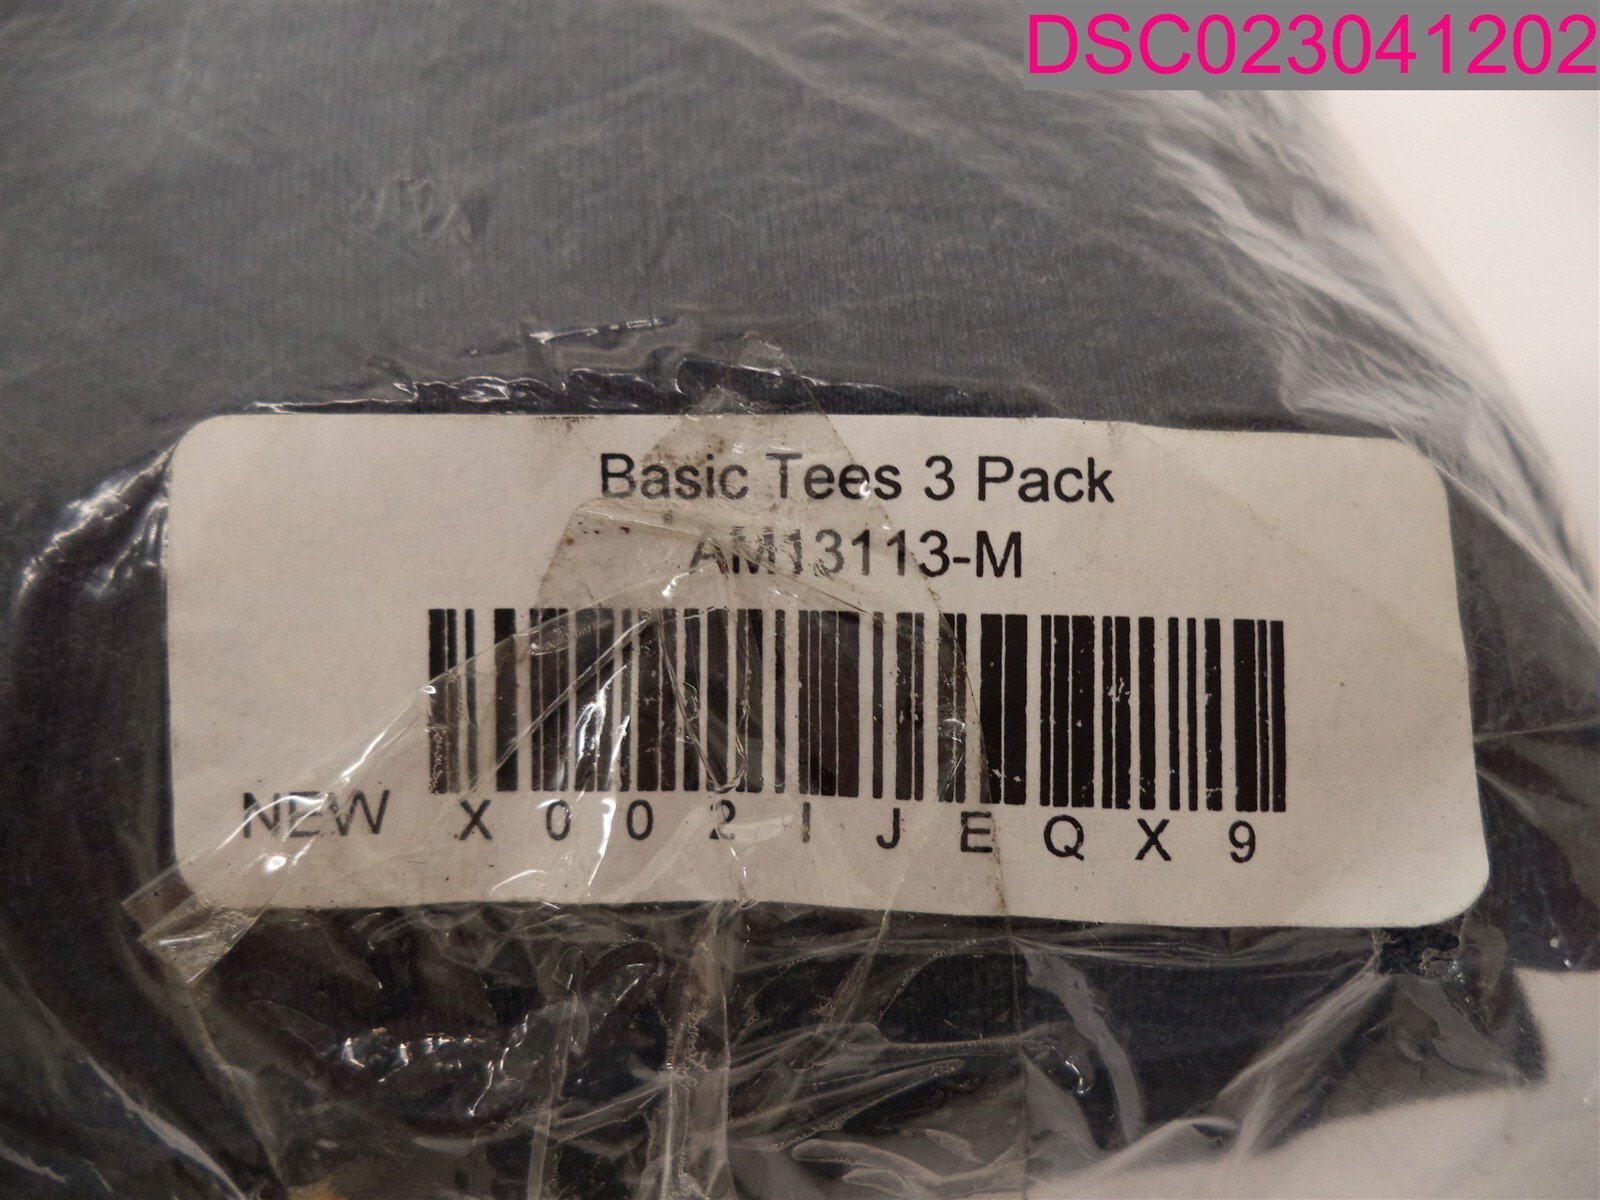 DSC023041202
Basic Tees 3 Pack
AM13113-M
NEW X002IJEQX9